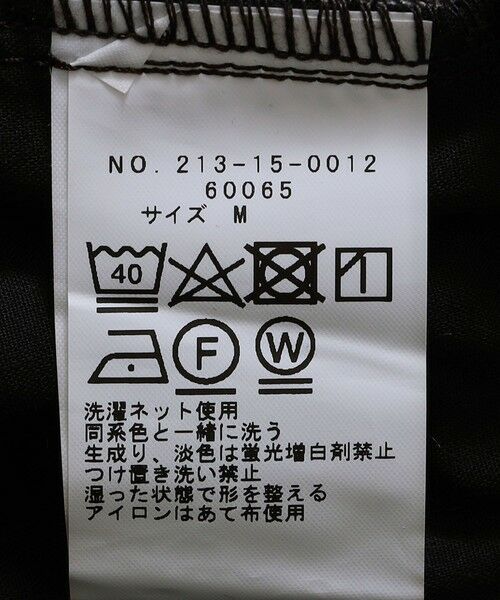 NO. 213-15-0012
60065
サイズ M
40
F W
洗濯ネット使用
同系色と一緒に洗う
生成り、淡色は蛍光増白剤禁止
つけ置き洗い禁止
湿った状態で形を整える
アイロンはあて布使用